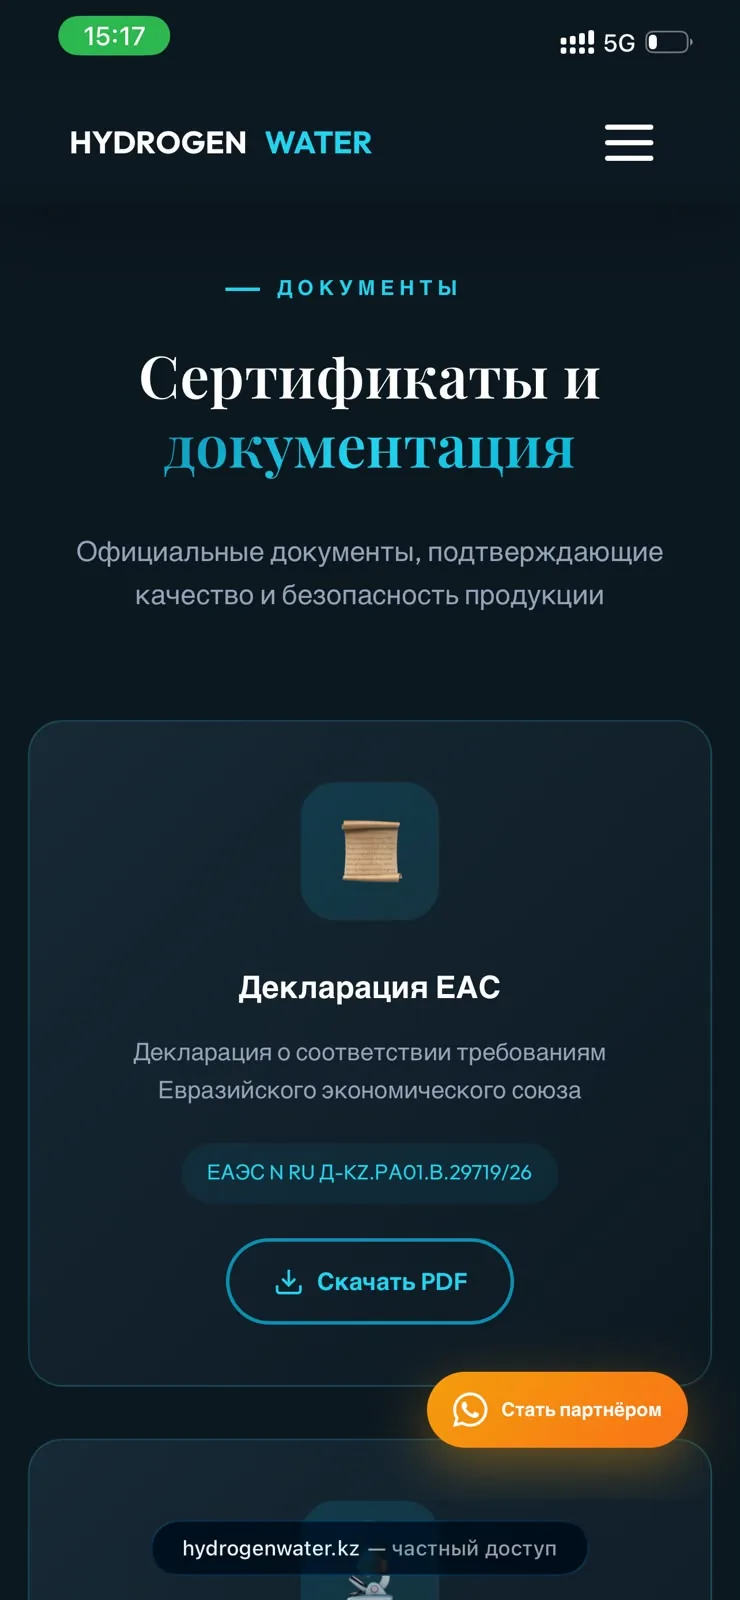 15:17
5G
HYDROGEN WATER
ДОКУМЕНТЫ
Сертификаты и
документация
Официальные документы, подтверждающие
качество и безопасность продукции
Декларация ЕАС
Декларация о соответствии требованиям
Евразийского экономического союза
ЕАЭС N RU Д-KZ.РА01.В.29719/26
Скачать PDF
Стать партнёром
hydrogenwater.kz — частный доступ